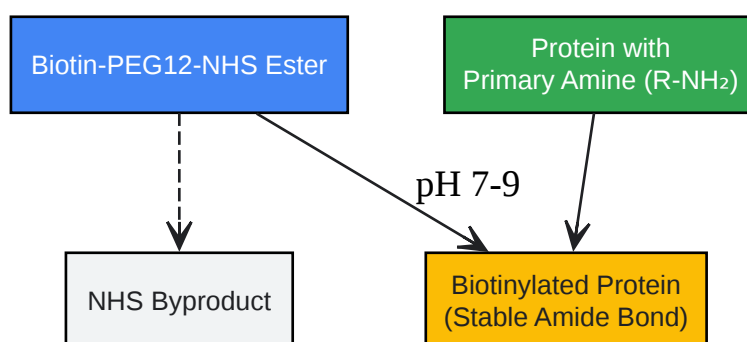 Biotin-PEG12-NHS Ester
Protein with
Primary Amine (R-NH₂)
pH 7-9
NHS Byproduct
Biotinylated Protein
(Stable Amide Bond)